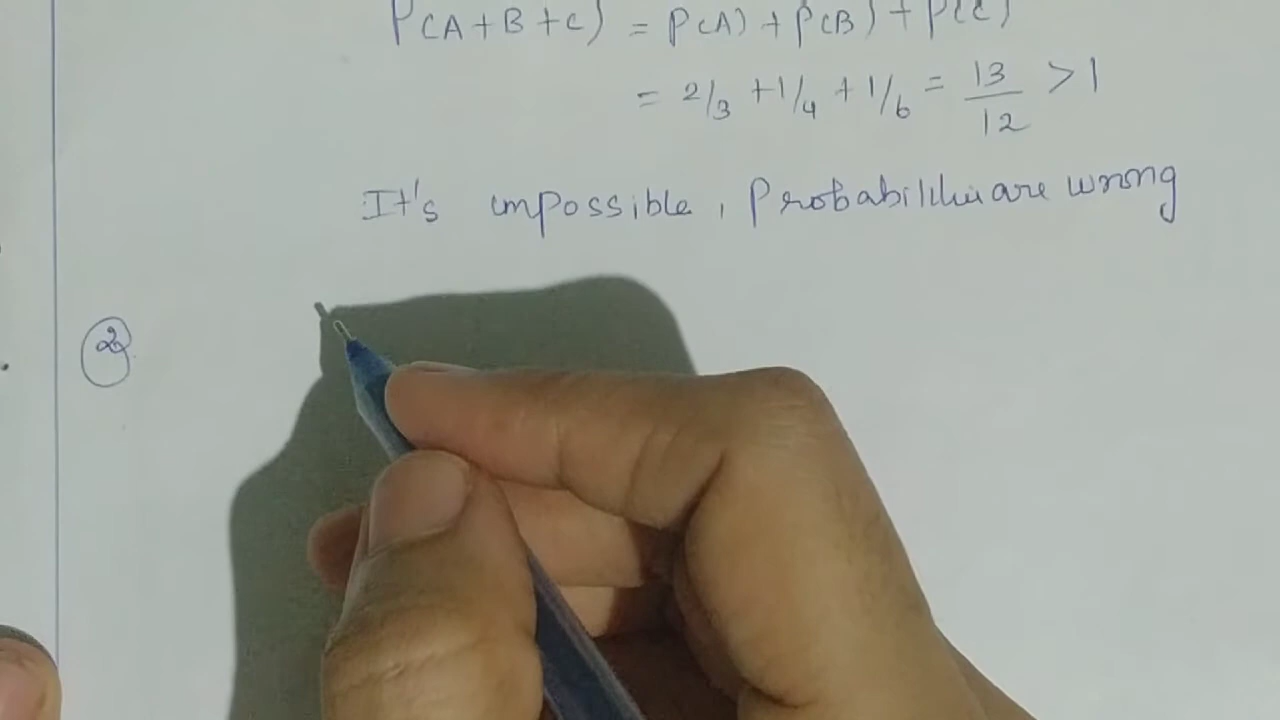 P(A+B+C) = P(A) + P(B) + P(C)
= 2/3 + 1/4 + 1/6 = 13/12 > 1
It's impossible, Probabilities are wrong
2